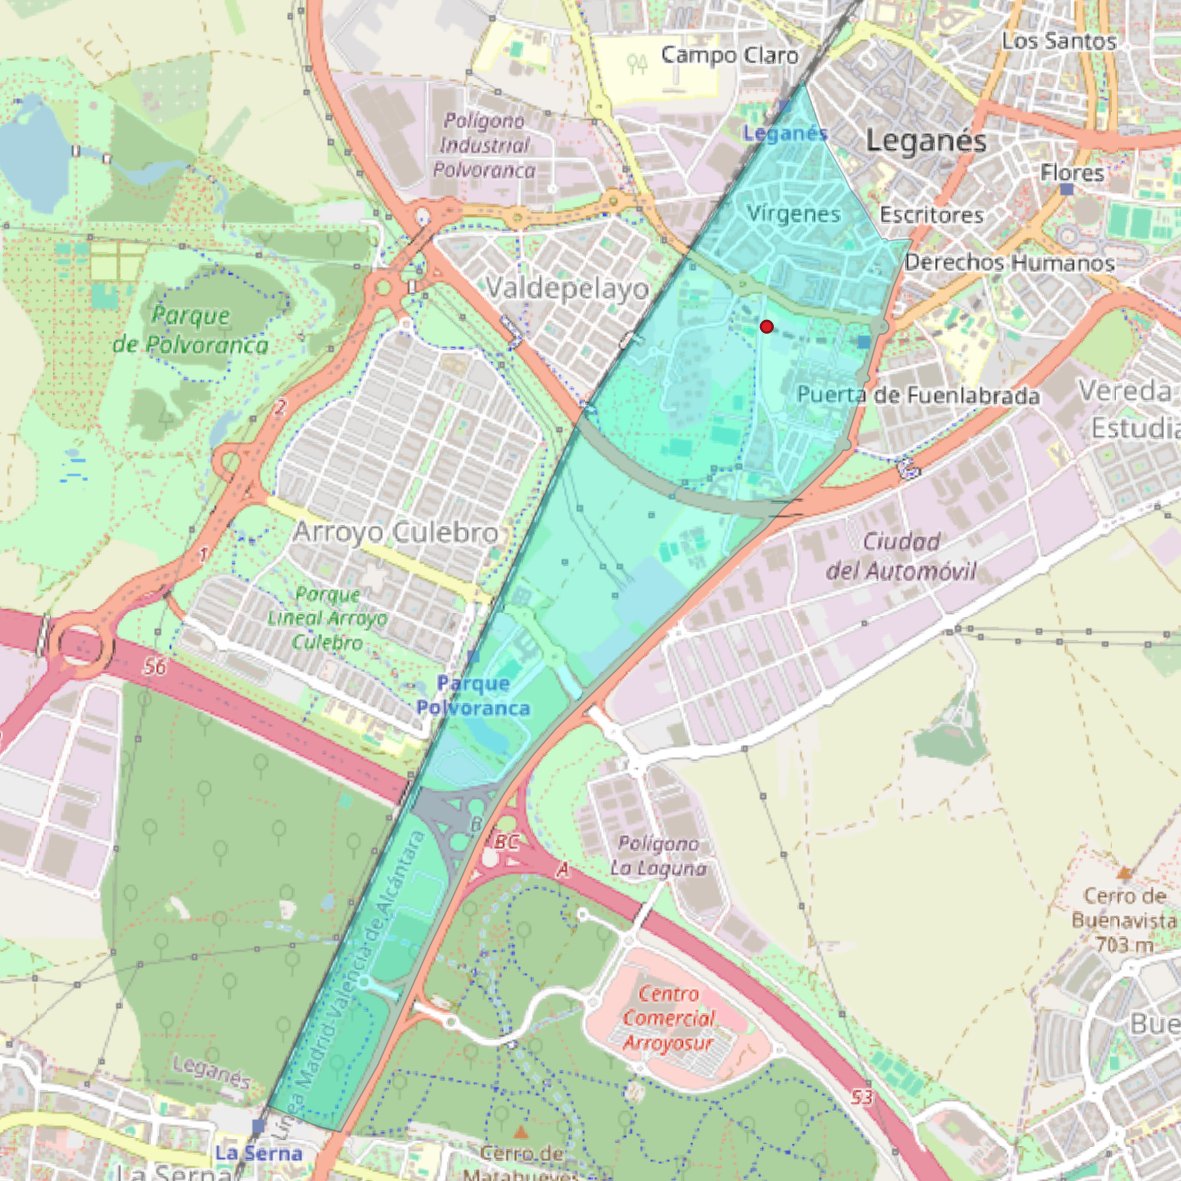 Campo Claro
Los Santos
Polígono
Industrial
Polvoranca
Leganés
Leganés
Flores
Vírgenes
Escritores
Derechos Humanos
Valdepelayo
Parque
de Polvoranca
2
Puerta de Fuenlabrada
Vereda
Estudia
Arroyo Culebro
1
Ciudad
del Automóvil
Parque
Lineal Arroyo
Culebro
56
Parque
Polvoranca
B
BC
A
Polígono
La Laguna
Línea Madrid-Valencia de Alcántara
Cerro de
Buenavista
703 m
Centro
Comercial
Arroyosur
Bue
Leganés
53
La Serna
La Serna
Cerro de
Matabueyes